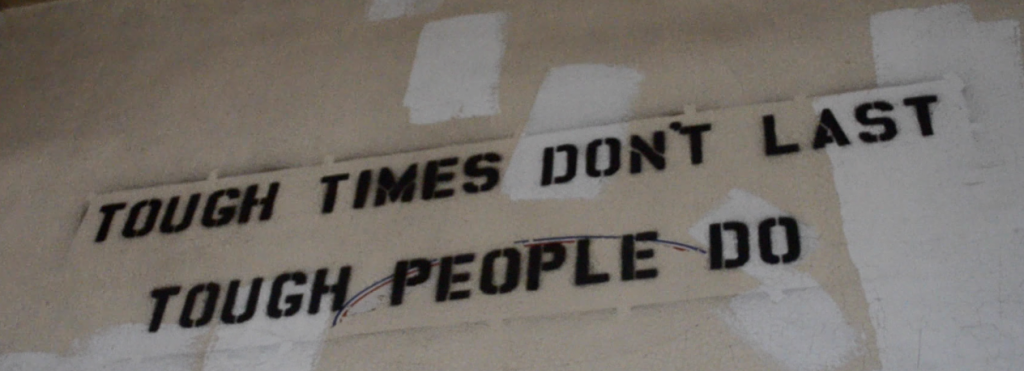 TOUGH TIMES DON'T LAST
TOUGH PEOPLE DO